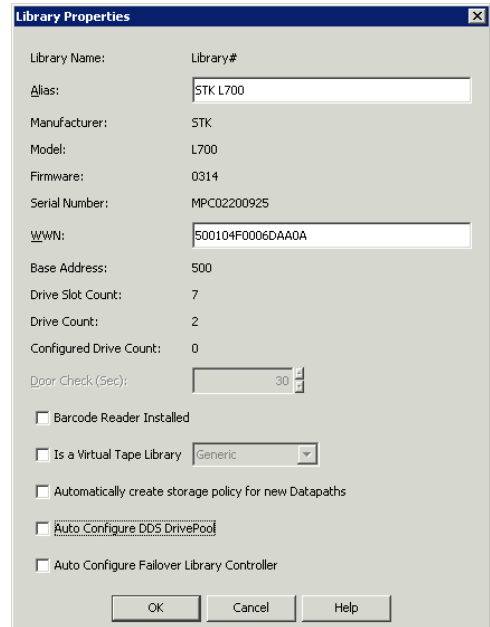 Library Properties
Library Name: Library#
Alias: STK L700
Manufacturer: STK
Model: L700
Firmware: 0314
Serial Number: MPC02200925
WWN: 500104F0006DAA0A
Base Address: 500
Drive Slot Count: 7
Drive Count: 2
Configured Drive Count: 0
Door Check (Sec): 30
Barcode Reader Installed
Is a Virtual Tape Library Generic
Automatically create storage policy for new Datapaths
Auto Configure DDS DrivePool
Auto Configure Failover Library Controller
OK Cancel Help